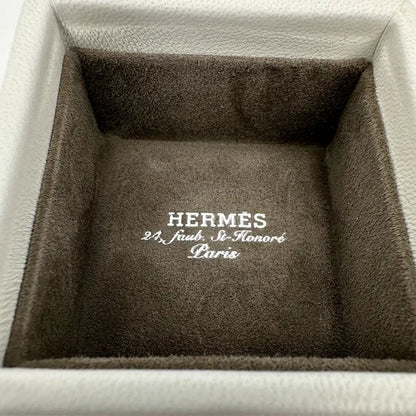 HERMÈS
24, faub. St-Honoré
Paris